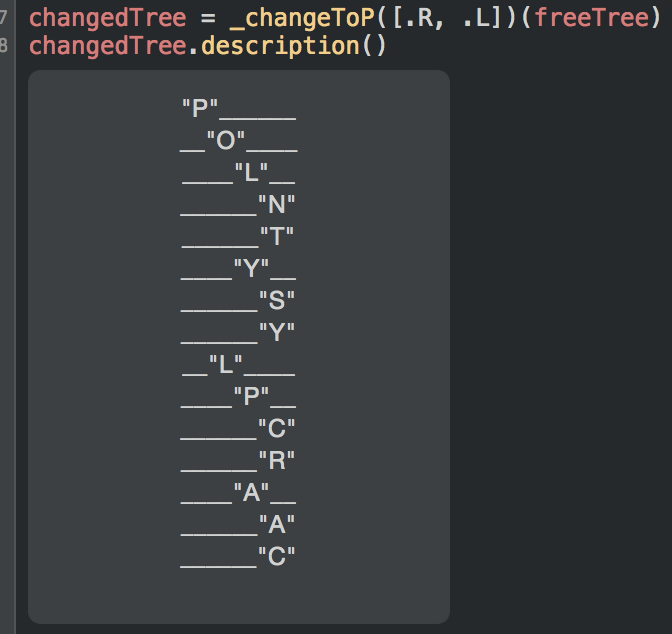 7 changedTree = _changeToP([.R, .L])(freeTree)
8 changedTree.description()
"P"______
__"O"____
____"L"__
______"N"
______"T"
____"Y"__
______"S"
______"Y"
__"L"____
____"P"__
______"C"
______"R"
____"A"__
______"A"
______"C"